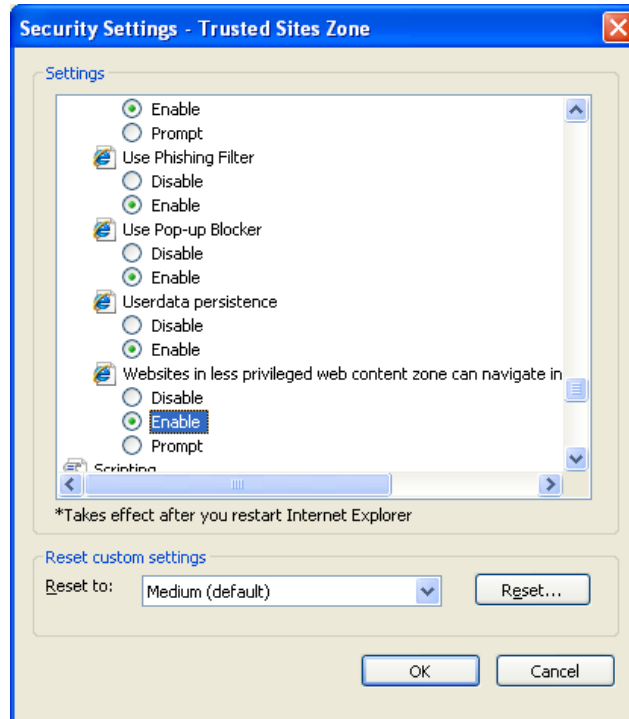 Security Settings - Trusted Sites Zone
Settings
Enable
Prompt
Use Phishing Filter
Disable
Enable
Use Pop-up Blocker
Disable
Enable
Userdata persistence
Disable
Enable
Websites in less privileged web content zone can navigate in
Disable
Enable
Prompt
Scripting
*Takes effect after you restart Internet Explorer
Reset custom settings
Reset to: Medium (default) Reset...
OK Cancel